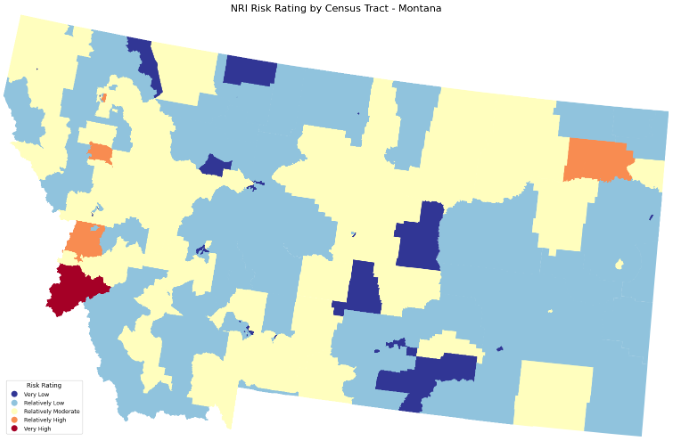 NRI Risk Rating by Census Tract - Montana
Risk Rating
Very Low
Relatively Low
Relatively Moderate
Relatively High
Very High